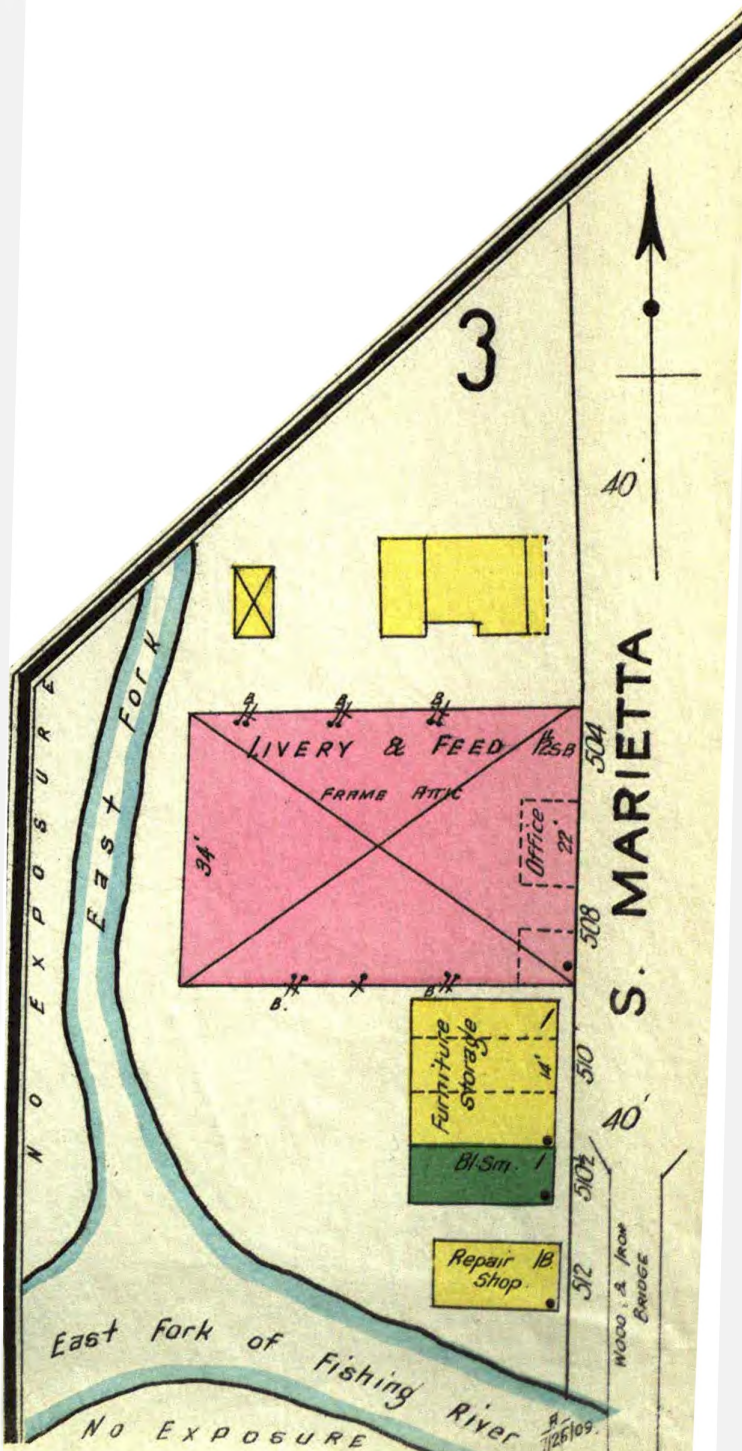 3
40'
S. MARIETTA
NO EXPOSURE
East Fork
B
B
B
LIVERY & FEED
FRAME ATTIC
34'
Office
22'
504
508
B.
B
Furniture
Storage
1
14'
510
40'
Bl. Sm. 1
510½
Repair 1B
Shop.
512
WOOD & IRON
BRIDGE
East Fork of Fishing River
NO EXPOSURE